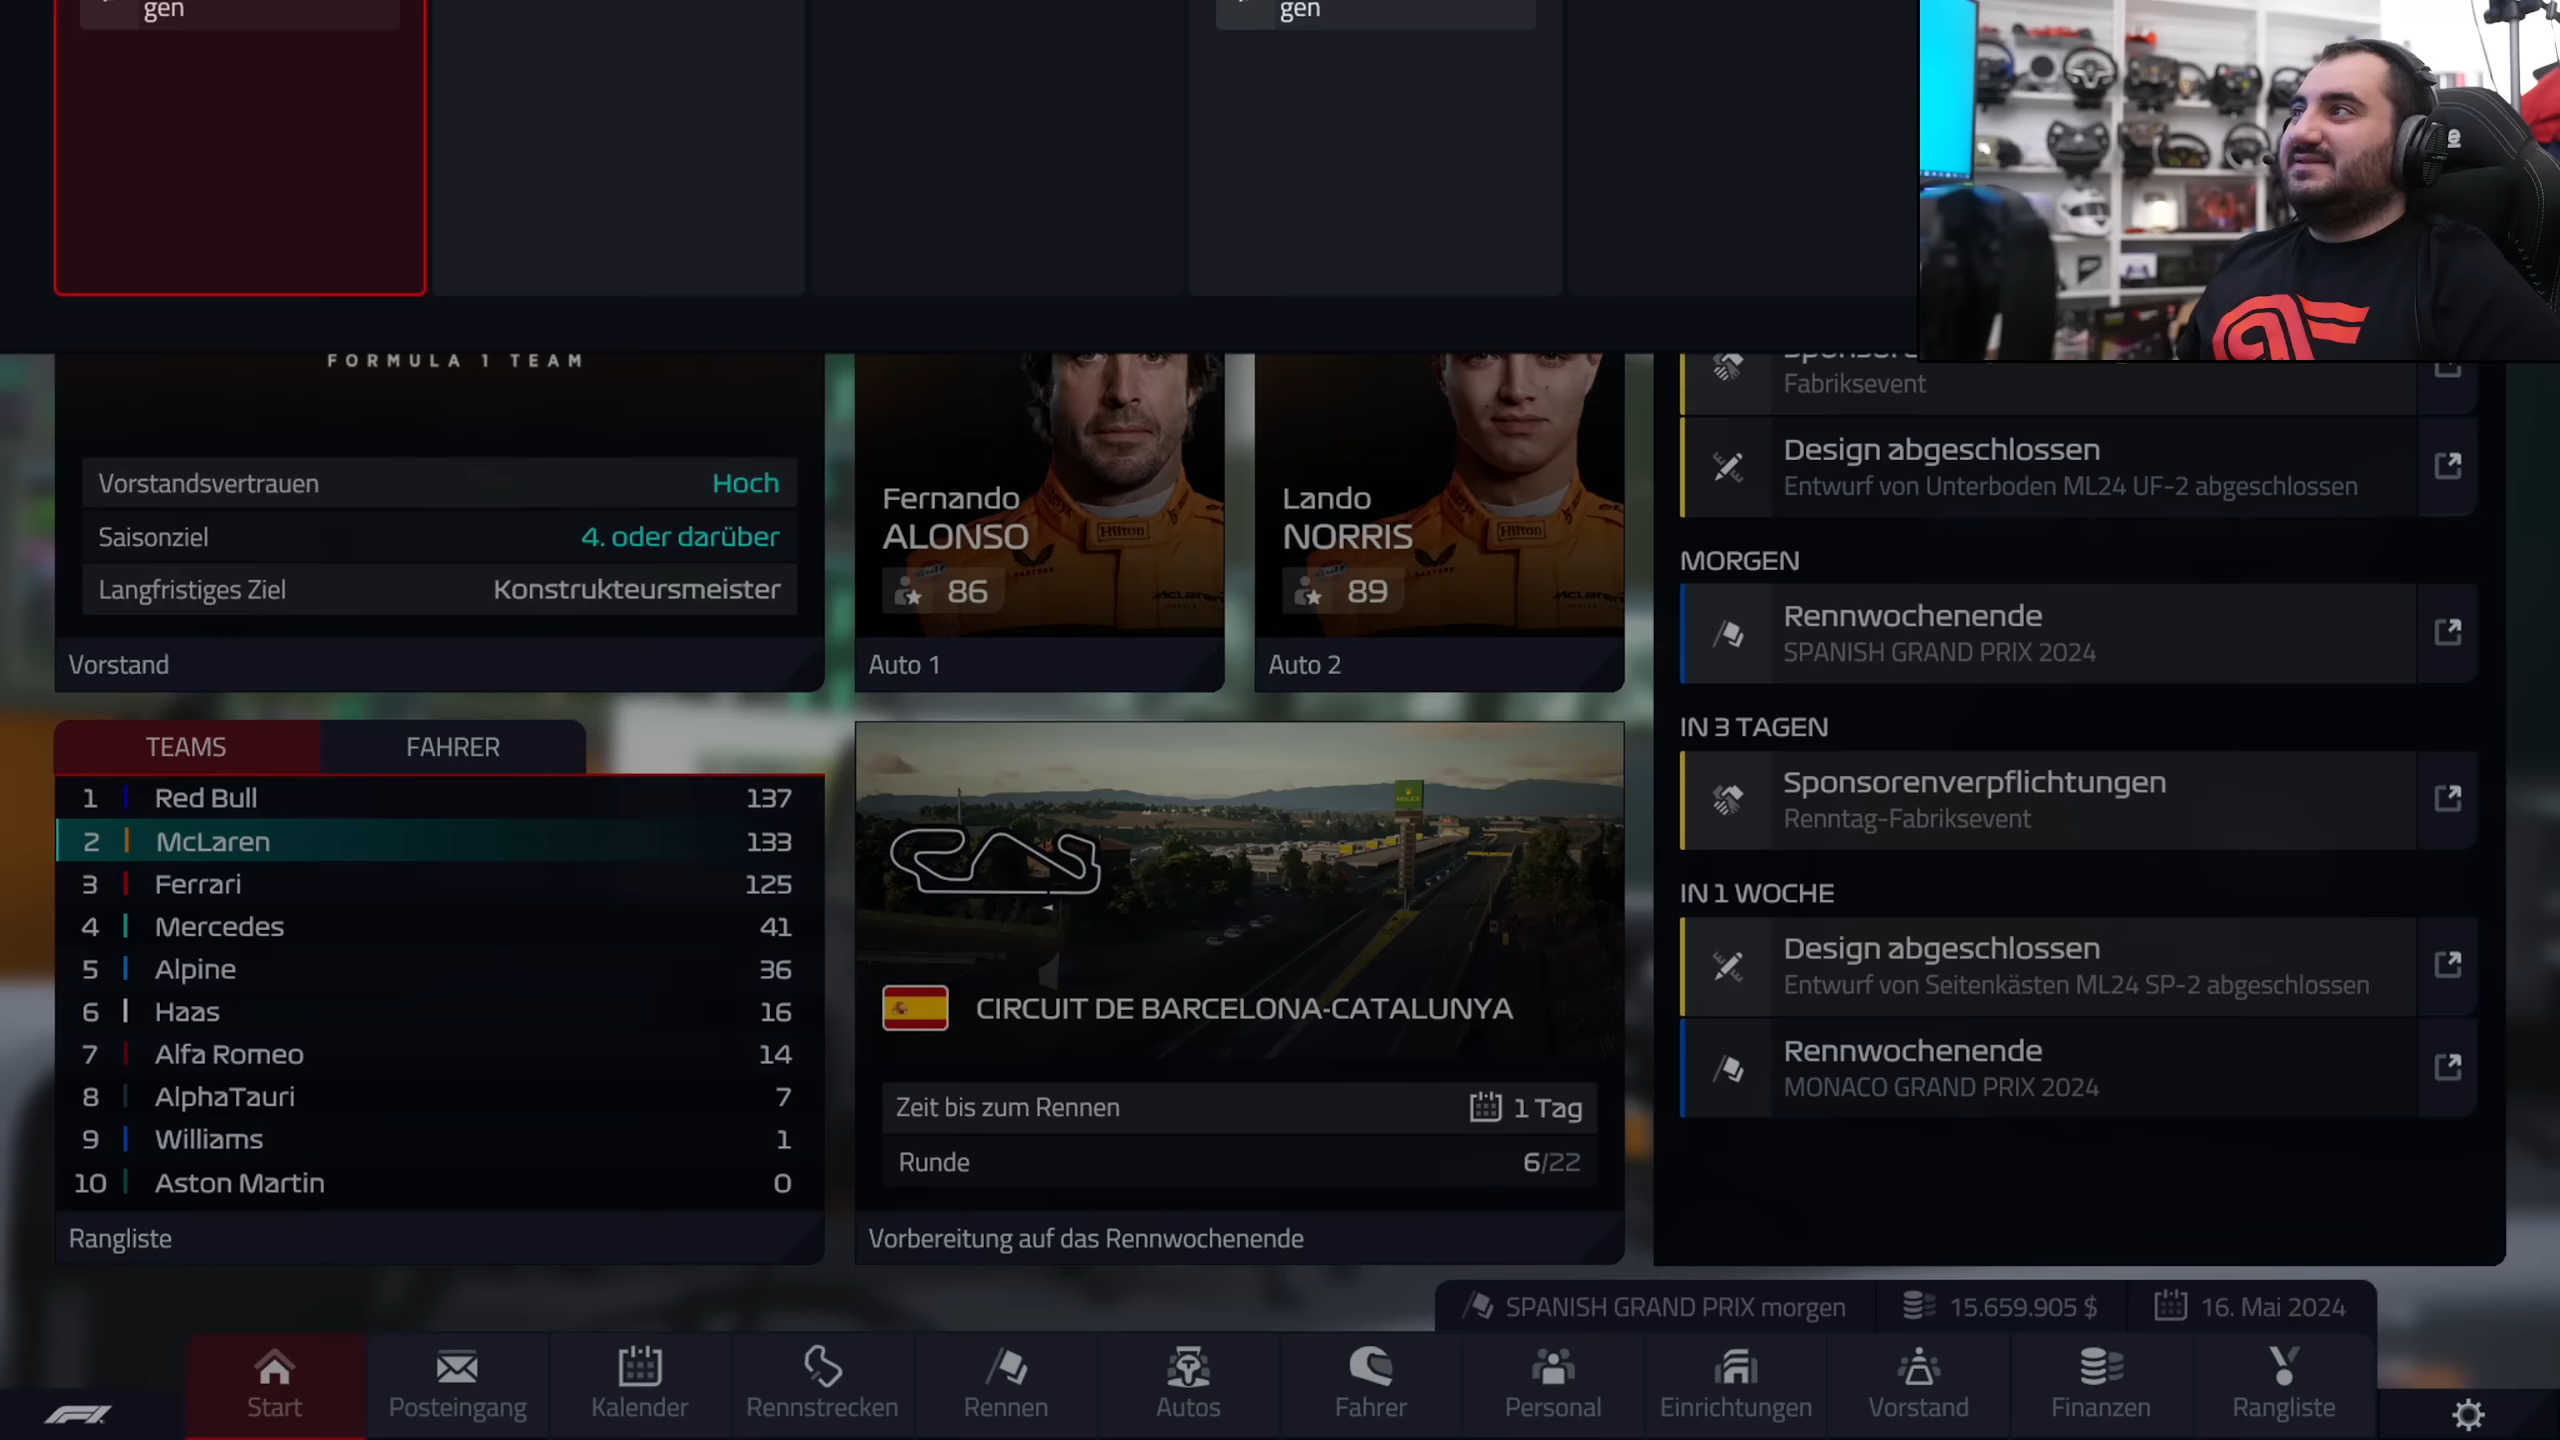 gen
gen
FORMULA 1 TEAM
Vorstandsvertrauen
Hoch
Saisonziel
4. oder darüber
Langfristiges Ziel
Konstrukteursmeister
Vorstand
Fernando
ALONSO
86
Hilton
Auto 1
Lando
NORRIS
89
Hilton
Auto 2
Fabriksevent
Design abgeschlossen
Entwurf von Unterboden ML24 UF-2 abgeschlossen
MORGEN
Rennwochenende
SPANISH GRAND PRIX 2024
IN 3 TAGEN
Sponsorenverpflichtungen
Renntag-Fabriksevent
IN 1 WOCHE
Design abgeschlossen
Entwurf von Seitenkästen ML24 SP-2 abgeschlossen
Rennwochenende
MONACO GRAND PRIX 2024
TEAMS
FAHRER
1 Red Bull 137
2 McLaren 133
3 Ferrari 125
4 Mercedes 41
5 Alpine 36
6 Haas 16
7 Alfa Romeo 14
8 AlphaTauri 7
9 Williams 1
10 Aston Martin 0
Rangliste
ROLEX
CIRCUIT DE BARCELONA-CATALUNYA
Zeit bis zum Rennen
1 Tag
Runde
6/22
Vorbereitung auf das Rennwochenende
SPANISH GRAND PRIX morgen
15.659.905 $
16. Mai 2024
Start
Posteingang
Kalender
Rennstrecken
Rennen
Autos
Fahrer
Personal
Einrichtungen
Vorstand
Finanzen
Rangliste